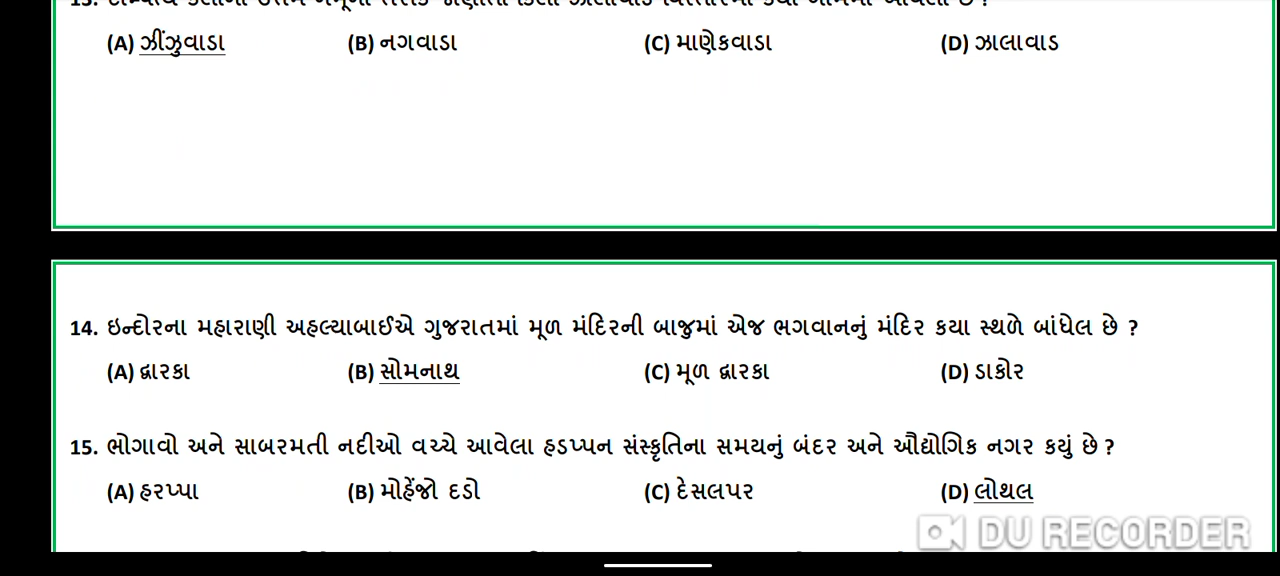 (A) ઝીંઝુવાડા (B) નગવાડા (C) માણેકવાડા (D) ઝાલાવાડ
14. ઇન્દોરના મહારાણી અહલ્યાબાઈએ ગુજરાતમાં મૂળ મંદિરની બાજુમાં એજ ભગવાનનું મંદિર કયા સ્થળે બાંધેલ છે ?
(A) દ્વારકા (B) સોમનાથ (C) મૂળ દ્વારકા (D) ડાકોર
15. ભોગાવો અને સાબરમતી નદીઓ વચ્ચે આવેલા હડપ્પન સંસ્કૃતિના સમયનું બંદર અને ઔદ્યોગિક નગર કયું છે ?
(A) હરપ્પા (B) મોહેંજો દડો (C) દેસલપર (D) લોથલ
DU RECORDER